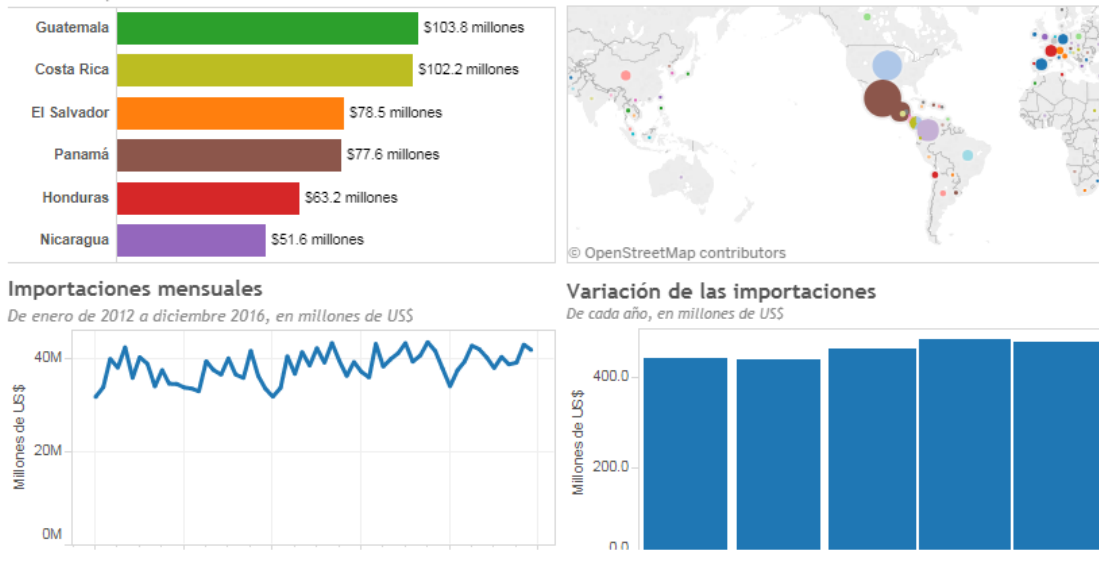 Guatemala $103.8 millones
Costa Rica $102.2 millones
El Salvador $78.5 millones
Panamá $77.6 millones
Honduras $63.2 millones
Nicaragua $51.6 millones
© OpenStreetMap contributors
Importaciones mensuales
De enero de 2012 a diciembre 2016, en millones de US$
Millones de US$
40M
20M
0M
Variación de las importaciones
De cada año, en millones de US$
Millones de US$
400.0
200.0
0.0